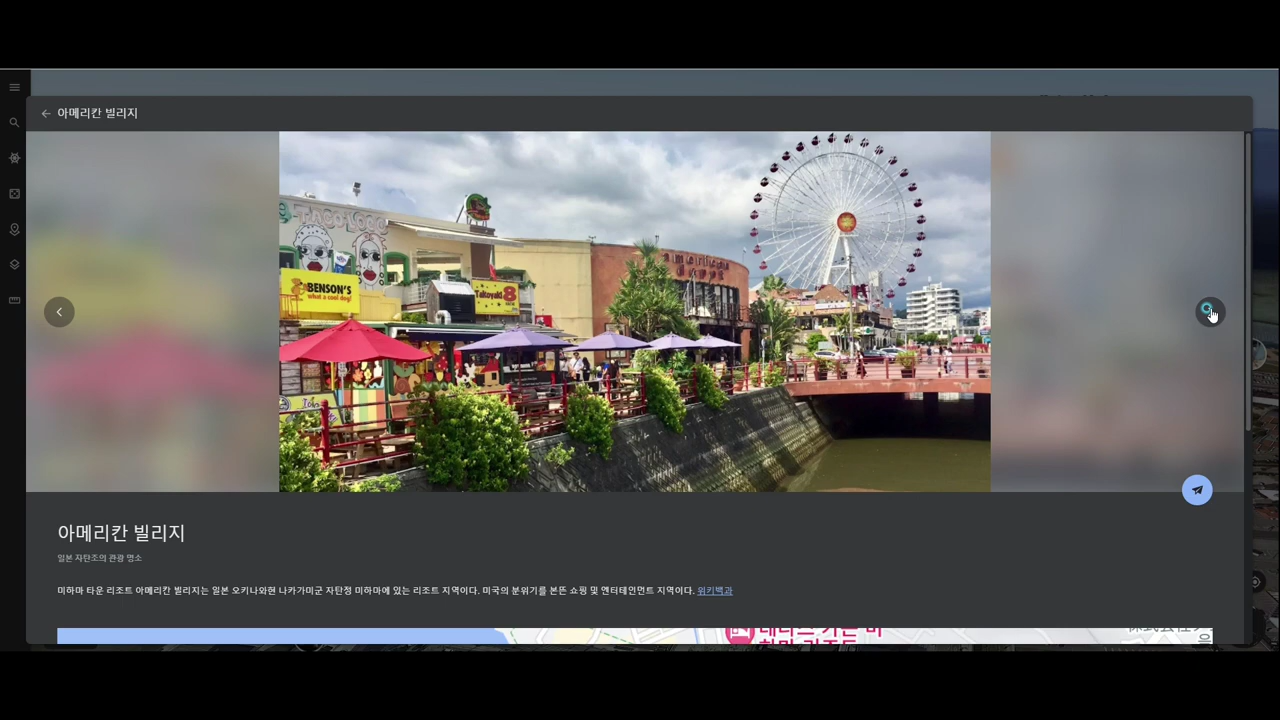 아메리칸 빌리지
TACO LOCO
BENSON'S
what a cool dog!
Takoyaki 8
american
depot
아메리칸 빌리지
일본 자탄조의 관광 명소
미하마 타운 리조트 아메리칸 빌리지는 일본 오키나와현 나카가미군 자탄정 미하마에 있는 리조트 지역이다. 미국의 분위기를 본뜬 쇼핑 및 엔터테인먼트 지역이다. 위키백과